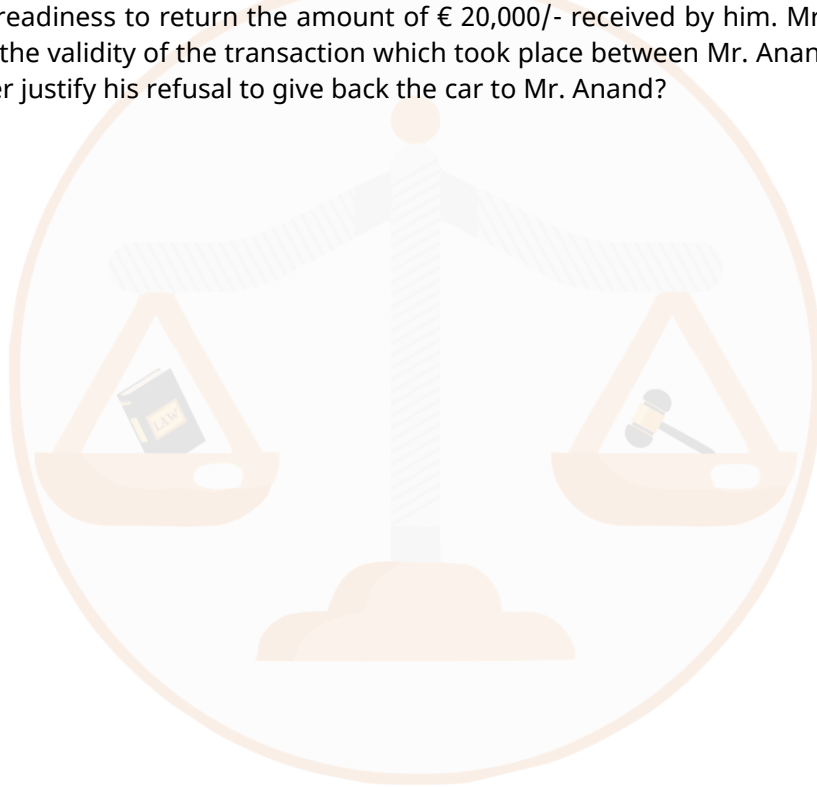 readiness to return the amount of € 20,000/- received by him. Mr
the validity of the transaction which took place between Mr. Anan
er justify his refusal to give back the car to Mr. Anand?
LAW